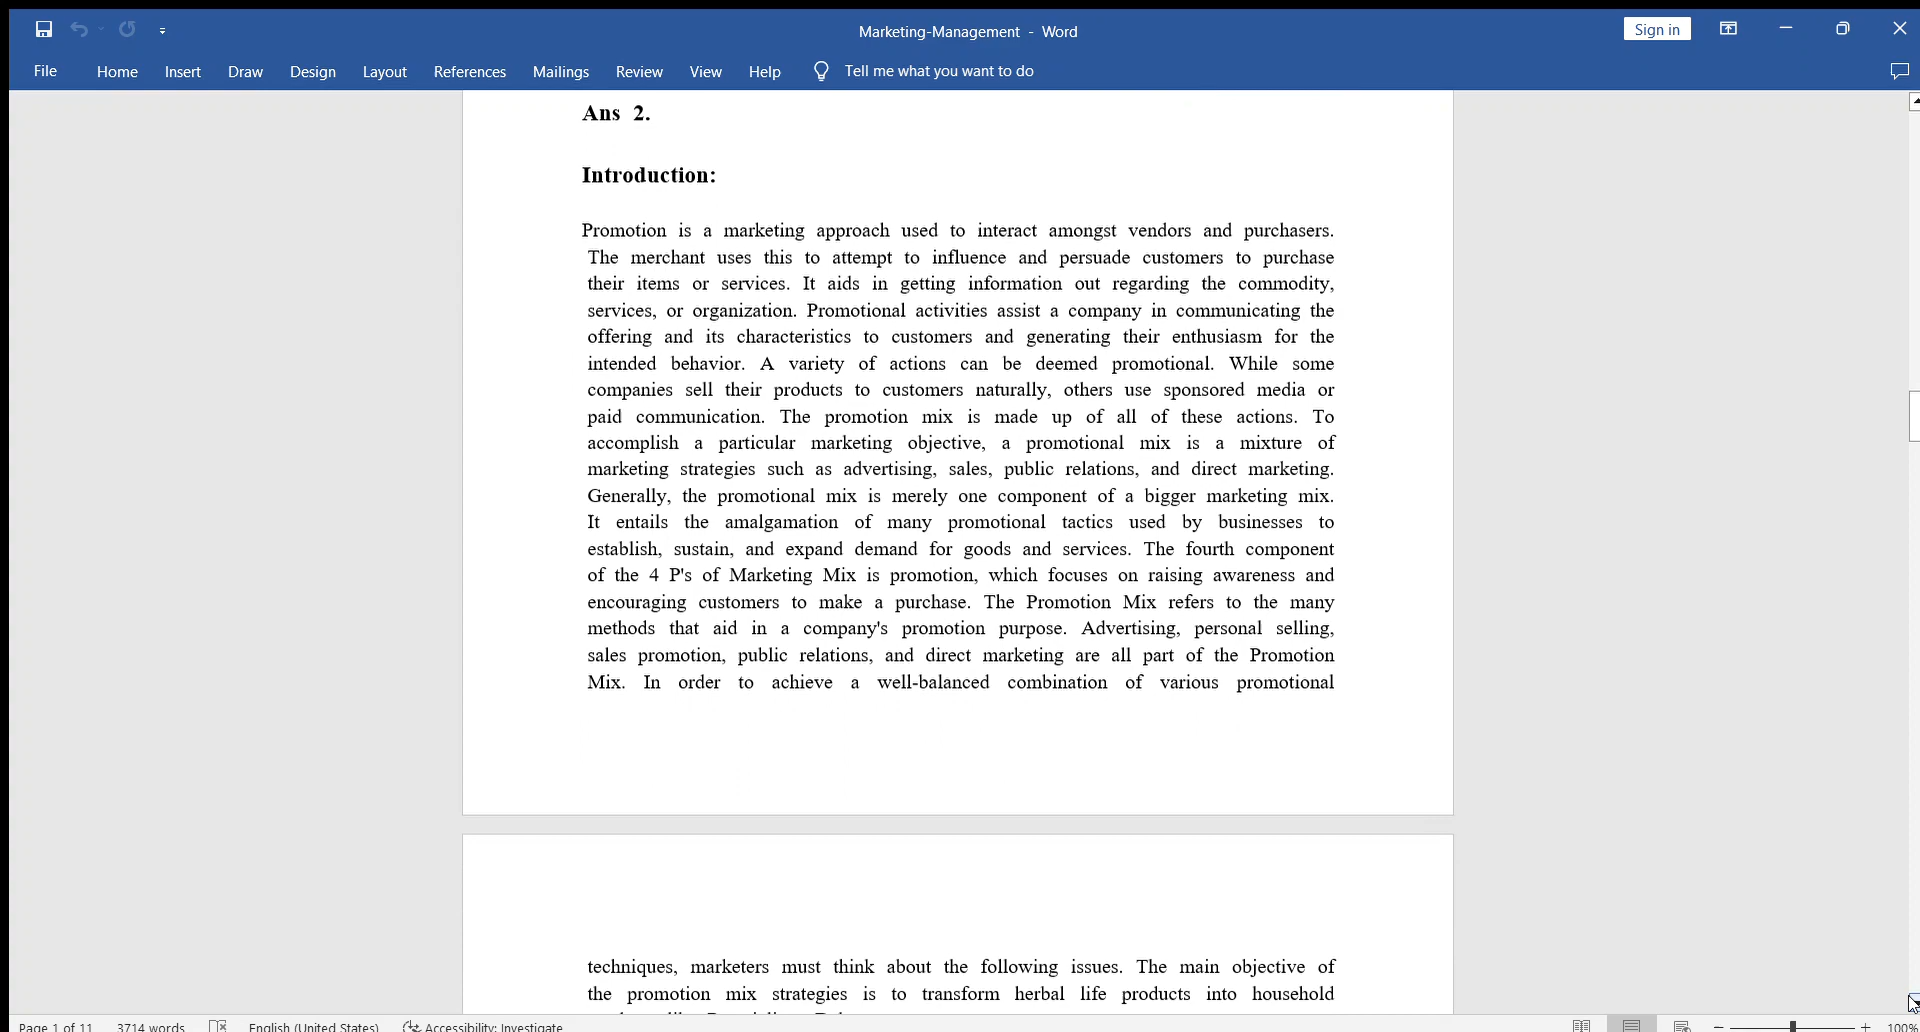 Marketing-Management - Word
Sign in
File Home Insert Draw Design Layout References Mailings Review View Help Tell me what you want to do
Ans 2.
Introduction:
Promotion is a marketing approach used to interact amongst vendors and purchasers.
The merchant uses this to attempt to influence and persuade customers to purchase
their items or services. It aids in getting information out regarding the commodity,
services, or organization. Promotional activities assist a company in communicating the
offering and its characteristics to customers and generating their enthusiasm for the
intended behavior. A variety of actions can be deemed promotional. While some
companies sell their products to customers naturally, others use sponsored media or
paid communication. The promotion mix is made up of all of these actions. To
accomplish a particular marketing objective, a promotional mix is a mixture of
marketing strategies such as advertising, sales, public relations, and direct marketing.
Generally, the promotional mix is merely one component of a bigger marketing mix.
It entails the amalgamation of many promotional tactics used by businesses to
establish, sustain, and expand demand for goods and services. The fourth component
of the 4 P's of Marketing Mix is promotion, which focuses on raising awareness and
encouraging customers to make a purchase. The Promotion Mix refers to the many
methods that aid in a company's promotion purpose. Advertising, personal selling,
sales promotion, public relations, and direct marketing are all part of the Promotion
Mix. In order to achieve a well-balanced combination of various promotional
techniques, marketers must think about the following issues. The main objective of
the promotion mix strategies is to transform herbal life products into household
Page 1 of 11 3714 words English (United States) Accessibility: Investigate 100%